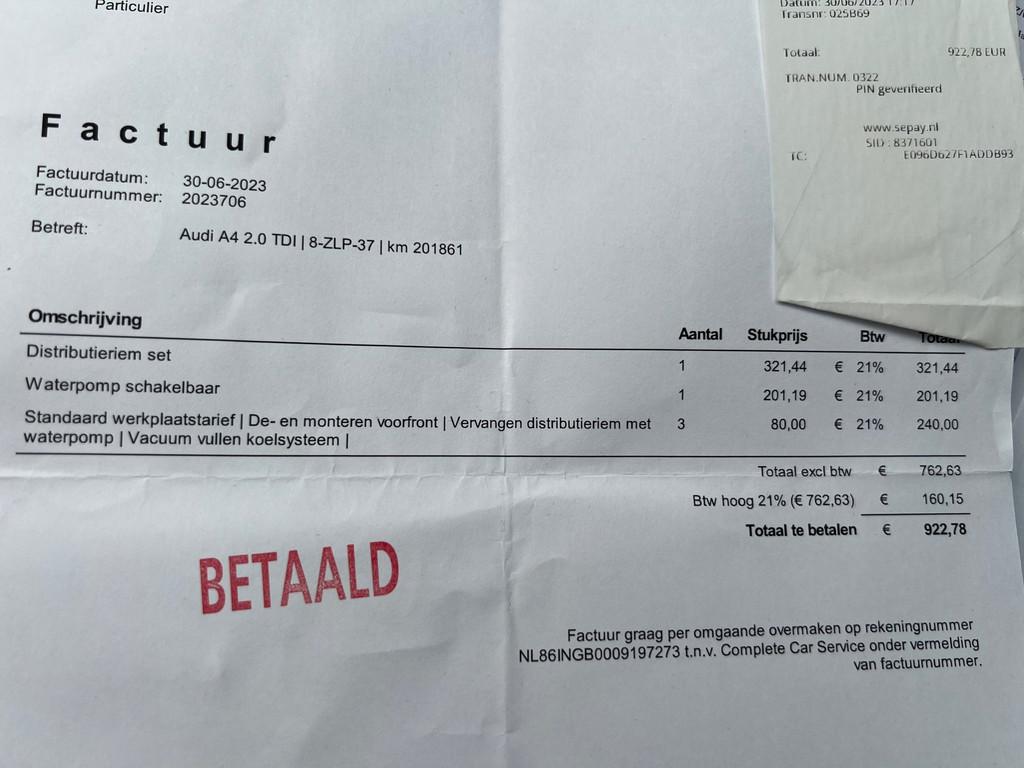 Particulier
Datum: 30/06/2023 17:17
Transnr: 025869
Totaal: 922,78 EUR
TRAN.NUM. 0322
PIN geverifieerd
www.sepay.nl
SID: 8371601
TC: E096D627F1ADDB93
Factuur
Factuurdatum: 30-06-2023
Factuurnummer: 2023706
Betreft: Audi A4 2.0 TDI | 8-ZLP-37 | km 201861
Omschrijving Aantal Stukprijs Btw Totaal
Distributieriem set 1 321,44 € 21% 321,44
Waterpomp schakelbaar 1 201,19 € 21% 201,19
Standaard werkplaatstarief | De- en monteren voorfront | Vervangen distributieriem met 3 80,00 € 21% 240,00
waterpomp | Vacuum vullen koelsysteem |
Totaal excl btw € 762,63
Btw hoog 21% (€ 762,63) € 160,15
Totaal te betalen € 922,78
BETAALD
Factuur graag per omgaande overmaken op rekeningnummer
NL86INGB0009197273 t.n.v. Complete Car Service onder vermelding
van factuurnummer.